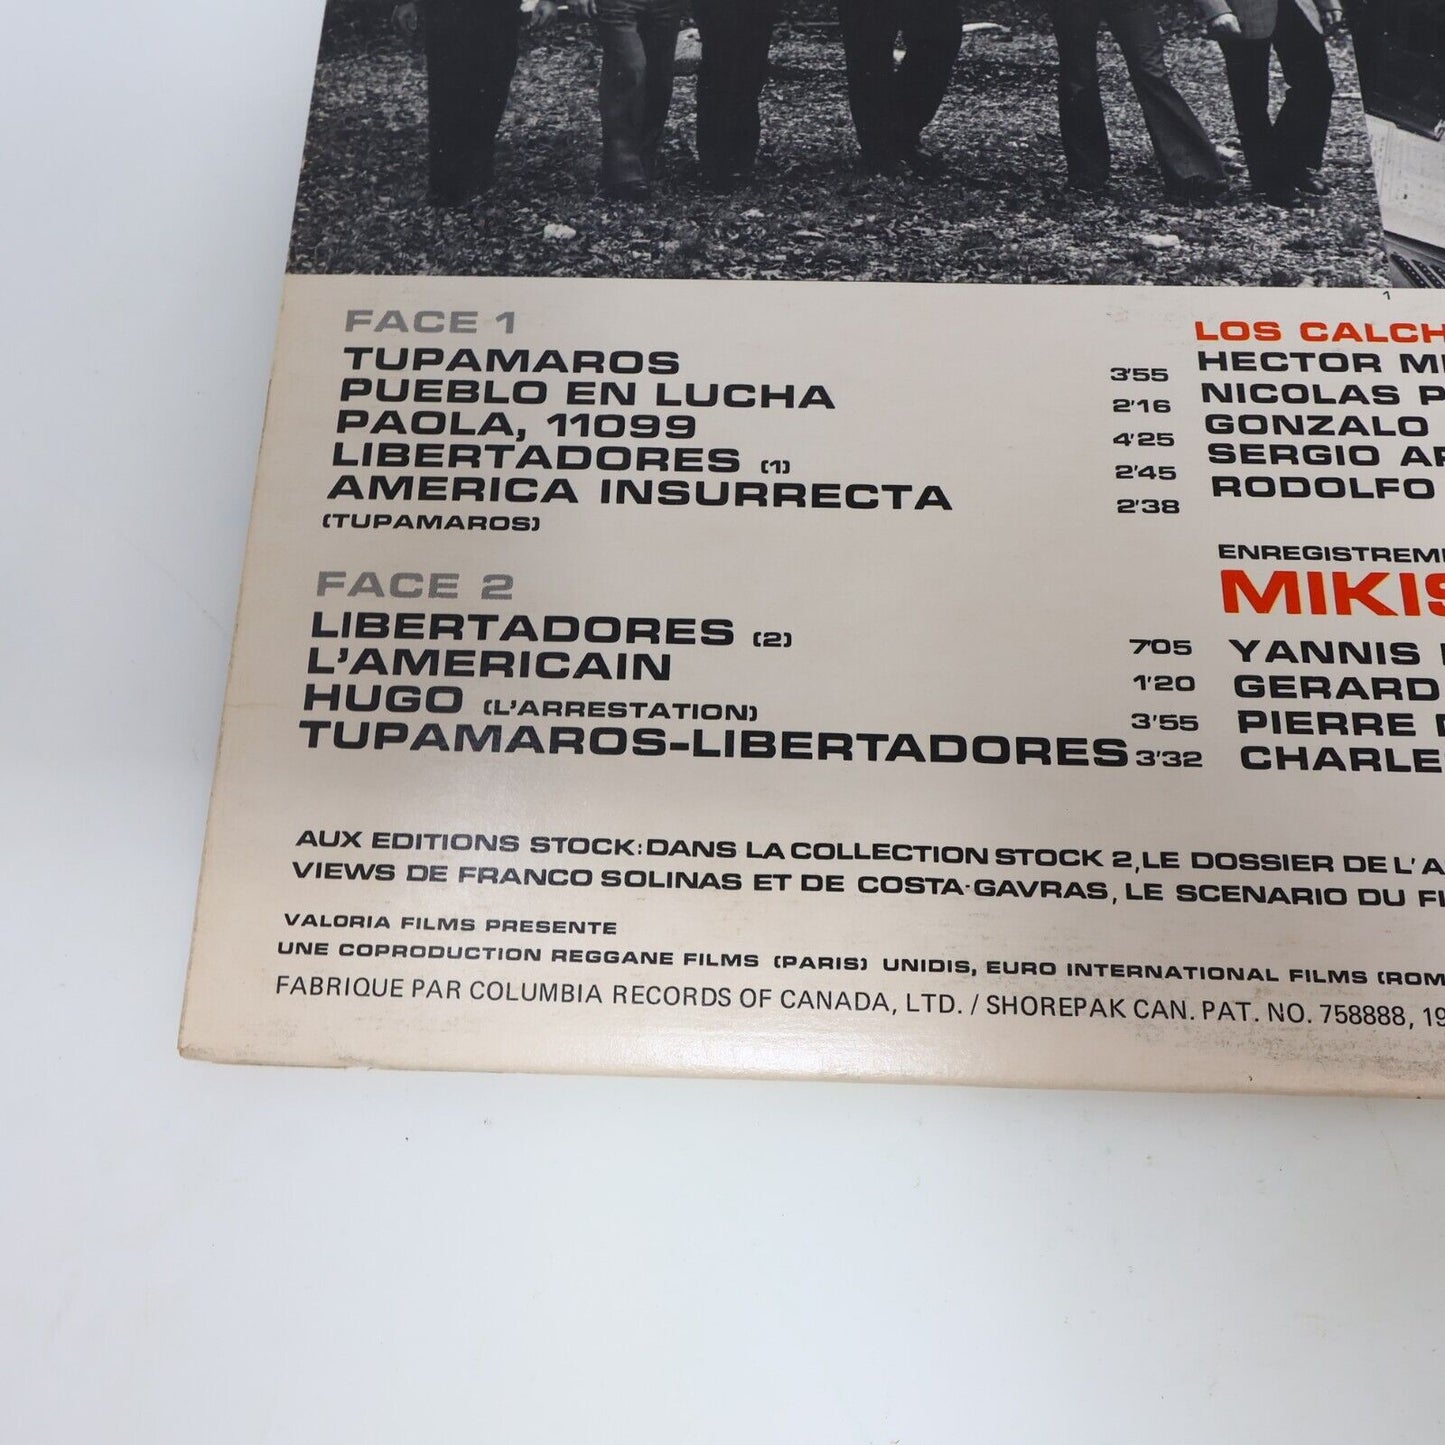 1
FACE 1
TUPAMAROS 3'55
PUEBLO EN LUCHA 2'16
PAOLA, 11099 4'25
LIBERTADORES (1) 2'45
AMERICA INSURRECTA 2'38
(TUPAMAROS)
FACE 2
LIBERTADORES (2) 7'05
L'AMERICAIN 1'20
HUGO (L'ARRESTATION) 3'55
TUPAMAROS-LIBERTADORES 3'32
LOS CALCH
HECTOR
NICOLAS P
GONZALO
SERGIO
RODOLFO
ENREGISTREM
MIKIS
YANNIS
GERARD
PIERRE
CHARLE
AUX EDITIONS STOCK: DANS LA COLLECTION STOCK 2, LE DOSSIER DE L'A
VIEWS DE FRANCO SOLINAS ET DE COSTA-GAVRAS, LE SCENARIO DU
VALORIA FILMS PRESENTE
UNE COPRODUCTION REGGANE FILMS (PARIS) UNIDIS, EURO INTERNATIONAL FILMS (ROM
FABRIQUE PAR COLUMBIA RECORDS OF CANADA, LTD. / SHOREPAK CAN. PAT. NO. 758888, 19